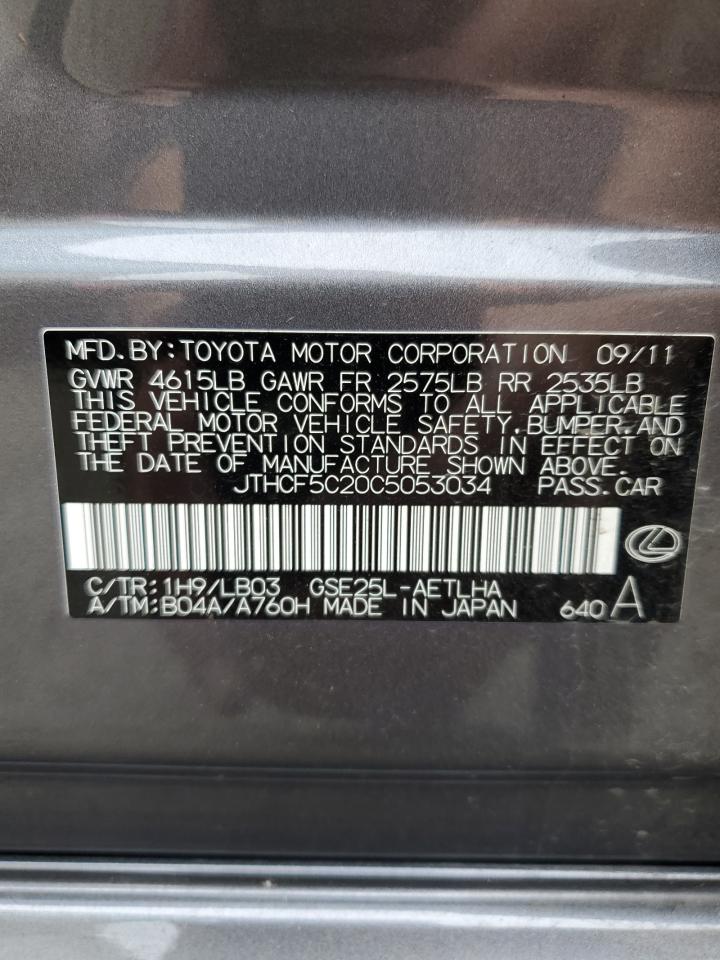 MFD.BY:TOYOTA MOTOR CORPORATION 09/11
GVWR 4615LB GAWR FR 2575LB RR 2535LB
THIS VEHICLE CONFORMS TO ALL APPLICABLE
FEDERAL MOTOR VEHICLE SAFETY,BUMPER,AND
THEFT PREVENTION STANDARDS IN EFFECT ON
THE DATE OF MANUFACTURE SHOWN ABOVE.
JTHCF5C20C5053034 PASS.CAR
C/TR:1H9/LB03 GSE25L-AETLHA
A/TM:B04A/A760H MADE IN JAPAN 640 A